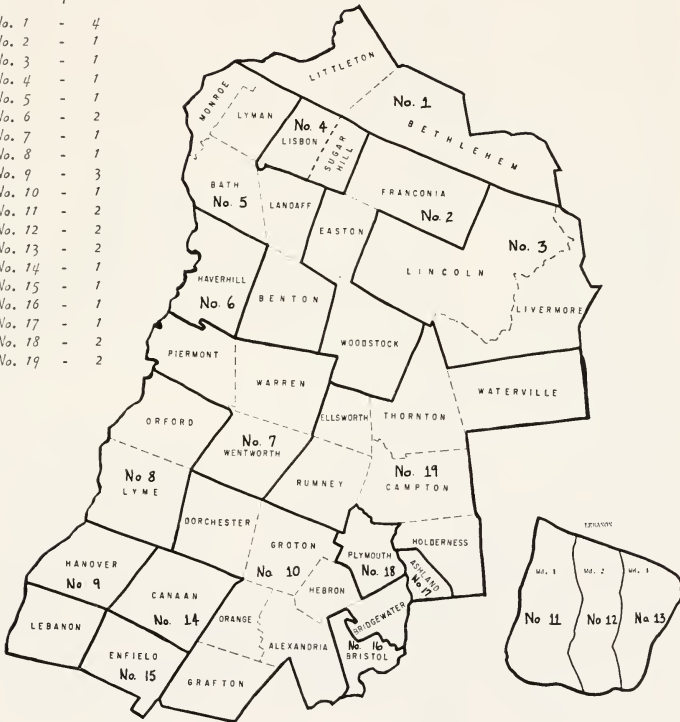 No. 1 - 4
No. 2 - 1
No. 3 - 1
No. 4 - 1
No. 5 - 1
No. 6 - 2
No. 7 - 1
No. 8 - 1
No. 9 - 3
No. 10 - 1
No. 11 - 2
No. 12 - 2
No. 13 - 2
No. 14 - 1
No. 15 - 1
No. 16 - 1
No. 17 - 1
No. 18 - 2
No. 19 - 2
LITTLETON
No. 1
BETHLEHEM
MONROE
LYMAN
No. 4
LISBON
SUGAR HILL
BATH
No. 5
LANDAFF
FRANCONIA
No. 2
EASTON
No. 3
LINCOLN
LIVERMORE
HAVERHILL
No. 6
BENTON
WOODSTOCK
PIERMONT
WARREN
WATERVILLE
ORFORD
ELLSWORTH
THORNTON
No. 7
WENTWORTH
No 8
LYME
RUMNEY
No. 19
CAMPTON
DORCHESTER
GROTON
No. 10
PLYMOUTH
No. 18
HOLDERNESS
ASHLAND
No 17
HANOVER
No 9
CANAAN
No. 14
HEBRON
ORANGE
BRIDGEWATER
LEBANON
ENFIELD
No. 15
ALEXANDRIA
No. 16
BRISTOL
GRAFTON
LEBANON
Wd. 1
Wd. 2
Wd. 3
No 11
No 12
No 13